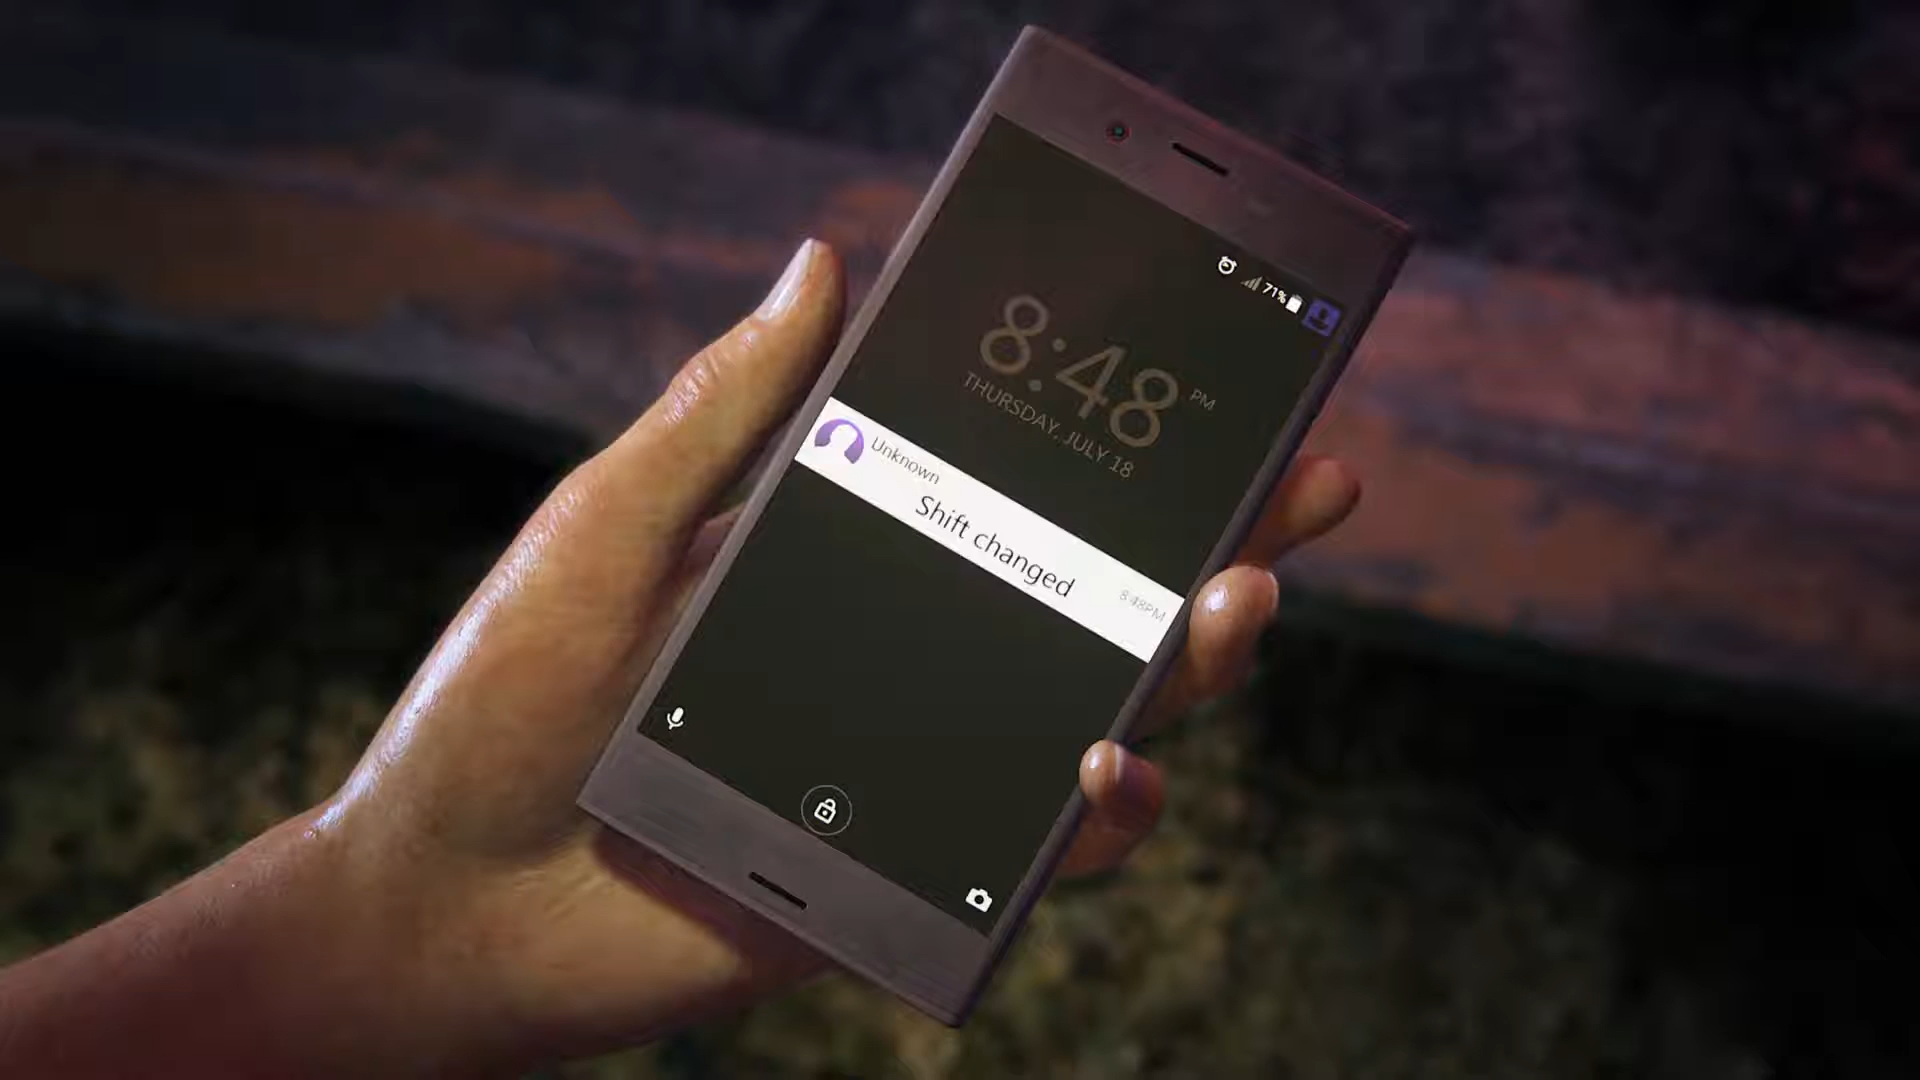 71%
8:48 PM
THURSDAY, JULY 18
Unknown
Shift changed
8:48PM